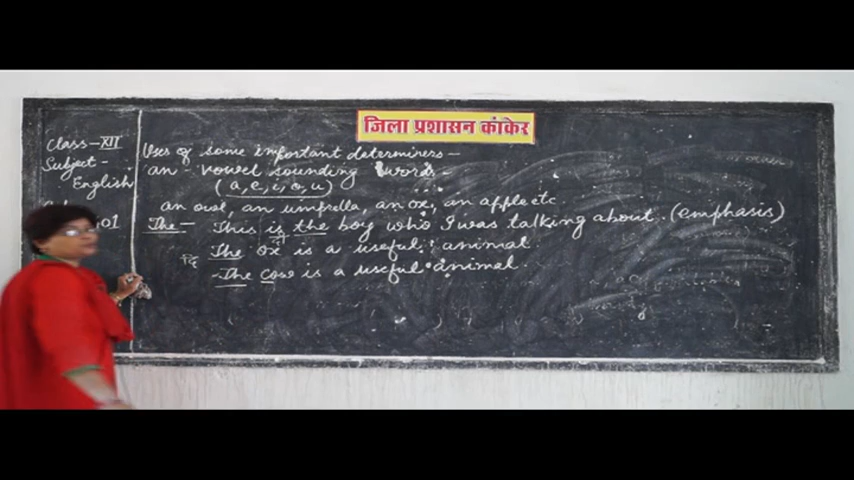 जिला प्रशासन कांकेर
Class - XII
Subject -
English
01
Uses of some important determiners -
an - vowel sounding words -
(a, e, i, o, u)
an owl, an umbrella, an ox, an apple etc.
The - This is the boy who I was talking about. (emphasis)
The ox is a useful animal.
- The cow is a useful animal.